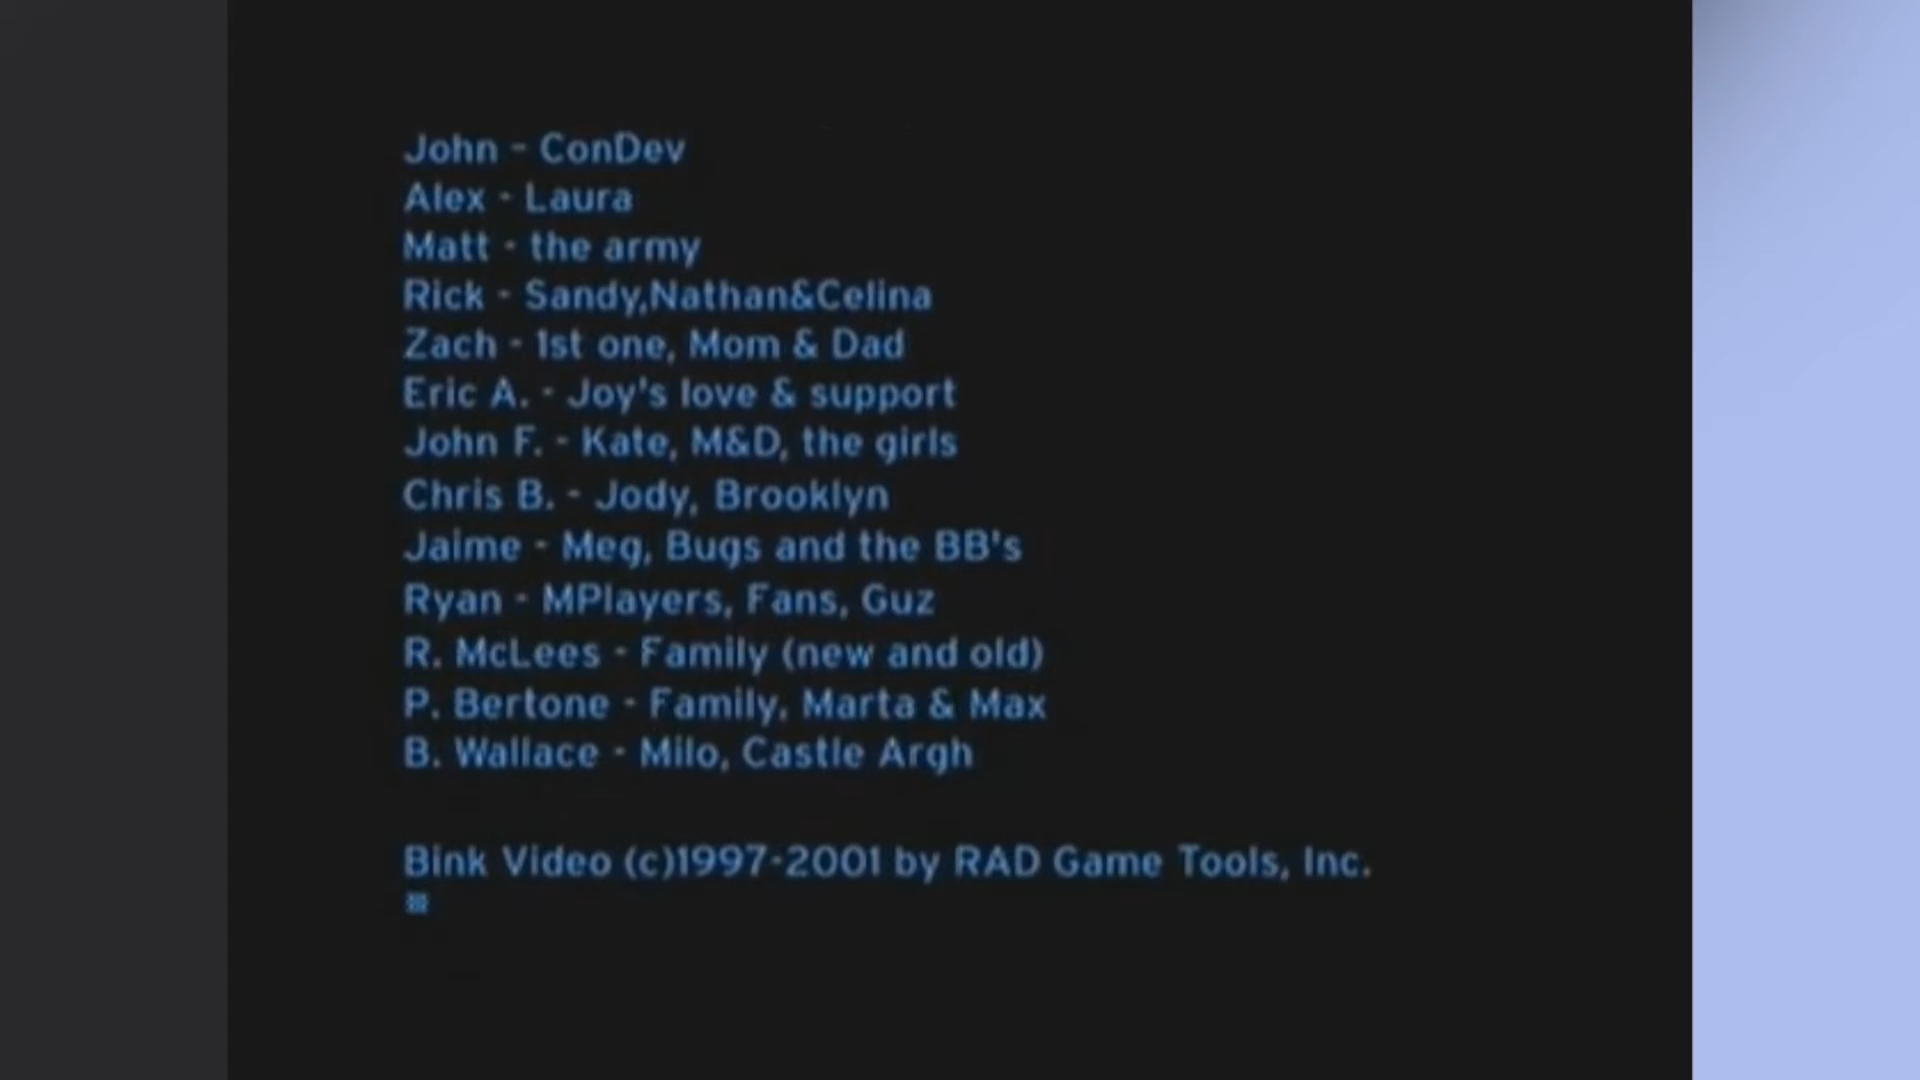 John - ConDev
Alex - Laura
Matt - the army
Rick - Sandy,Nathan&Celina
Zach - 1st one, Mom & Dad
Eric A. - Joy's love & support
John F. - Kate, M&D, the girls
Chris B. - Jody, Brooklyn
Jaime - Meg, Bugs and the BB's
Ryan - MPlayers, Fans, Guz
R. McLees - Family (new and old)
P. Bertone - Family, Marta & Max
B. Wallace - Milo, Castle Argh
Bink Video (c)1997-2001 by RAD Game Tools, Inc.